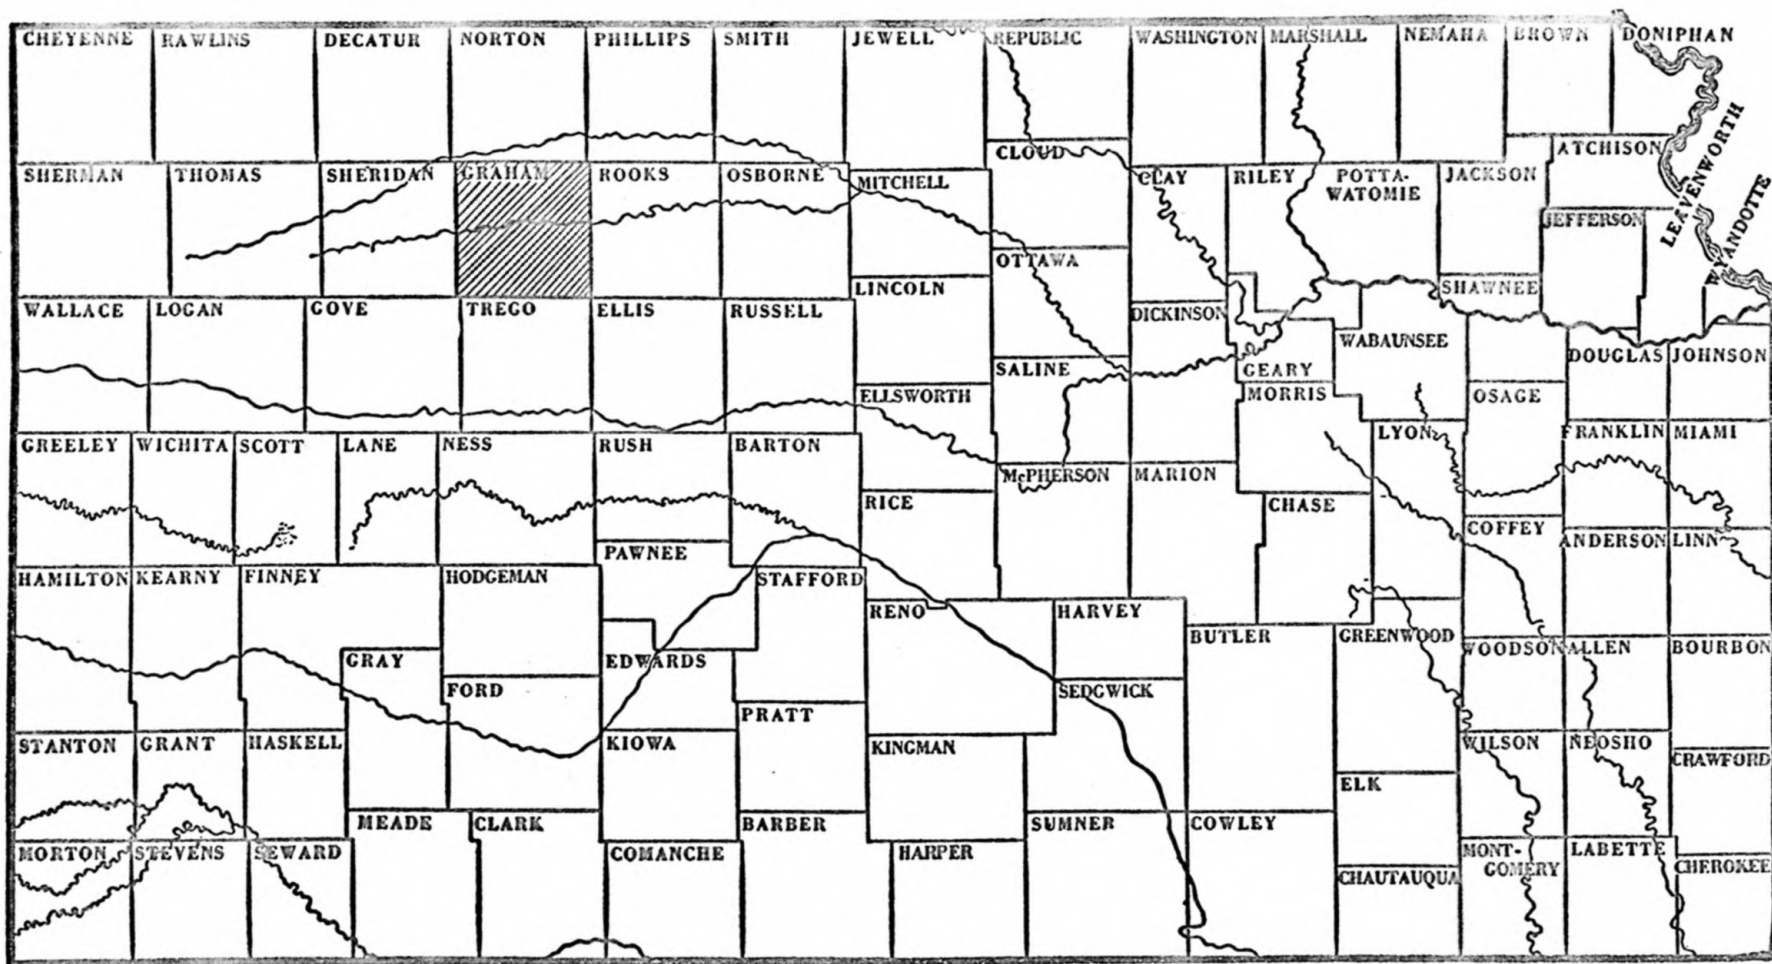 CHEYENNE RAWLINS DECATUR NORTON PHILLIPS SMITH JEWELL REPUBLIC WASHINGTON MARSHALL NEMAHA BROWN DONIPHAN
SHERMAN THOMAS SHERIDAN GRAHAM ROOKS OSBORNE MITCHELL CLOUD CLAY RILEY POTTA-
WATOMIE JACKSON ATCHISON
JEFFERSON LEAVENWORTH WYANDOTTE
OTTAWA
WALLACE LOGAN GOVE TREGO ELLIS RUSSELL LINCOLN DICKINSON SHAWNEE
SALINE GEARY WABAUNSEE DOUGLAS JOHNSON
ELLSWORTH MORRIS OSAGE
GREELEY WICHITA SCOTT LANE NESS RUSH BARTON LYON FRANKLIN MIAMI
RICE McPHERSON MARION CHASE
COFFEY ANDERSON LINN
PAWNEE
HAMILTON KEARNY FINNEY HODGEMAN STAFFORD
RENO HARVEY BUTLER GREENWOOD
GRAY EDWARDS WOODSON ALLEN BOURBON
FORD SEDGWICK
PRATT
STANTON GRANT HASKELL KIOWA KINGMAN WILSON NEOSHO CRAWFORD
ELK
MEADE CLARK BARBER SUMNER COWLEY
MORTON STEVENS SEWARD COMANCHE HARPER MONT-
GOMERY LABETTE CHEROKEE
CHAUTAUQUA